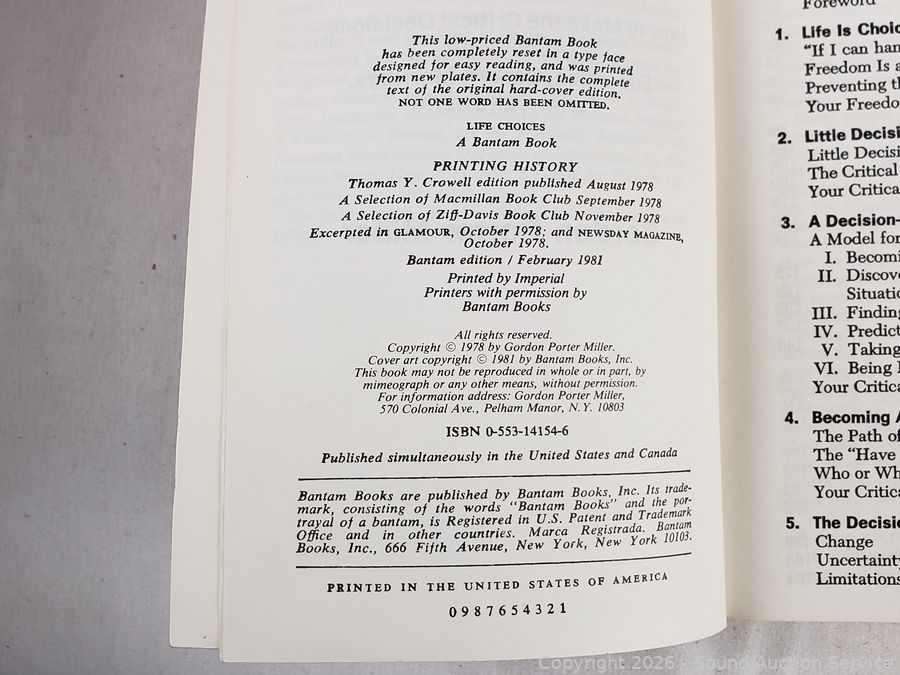 This low-priced Bantam Book
has been completely reset in a type face
designed for easy reading, and was printed
from new plates. It contains the complete
text of the original hard-cover edition.
NOT ONE WORD HAS BEEN OMITTED.
LIFE CHOICES
A Bantam Book
PRINTING HISTORY
Thomas Y. Crowell edition published August 1978
A Selection of Macmillan Book Club September 1978
A Selection of Ziff-Davis Book Club November 1978
Excerpted in GLAMOUR, October 1978; and NEWSDAY MAGAZINE,
October 1978.
Bantam edition / February 1981
Printed by Imperial
Printers with permission by
Bantam Books
All rights reserved.
Copyright © 1978 by Gordon Porter Miller.
Cover art copyright © 1981 by Bantam Books, Inc.
This book may not be reproduced in whole or in part, by
mimeograph or any other means, without permission.
For information address: Gordon Porter Miller,
570 Colonial Ave., Pelham Manor, N.Y. 10803
ISBN 0-553-14154-6
Published simultaneously in the United States and Canada
Bantam Books are published by Bantam Books, Inc. Its trade-
mark, consisting of the words "Bantam Books" and the por-
trayal of a bantam, is Registered in U.S. Patent and Trademark
Office and in other countries. Marca Registrada. Bantam
Books, Inc., 666 Fifth Avenue, New York, New York 10103.
PRINTED IN THE UNITED STATES OF AMERICA
0987654321
Foreword
1. Life Is Choic
"If I can han
Freedom Is a
Preventing th
Your Freedo
2. Little Decisi
Little Decisi
The Critical
Your Critica
3. A Decision-
A Model for
I. Becomi
II. Discove
Situatio
III. Finding
IV. Predict
V. Taking
VI. Being
Your Critica
4. Becoming A
The Path of
The "Have
Who or Wh
Your Critica
5. The Decisio
Change
Uncertainty
Limitations
Copyright 2026 - Sound Auction Service